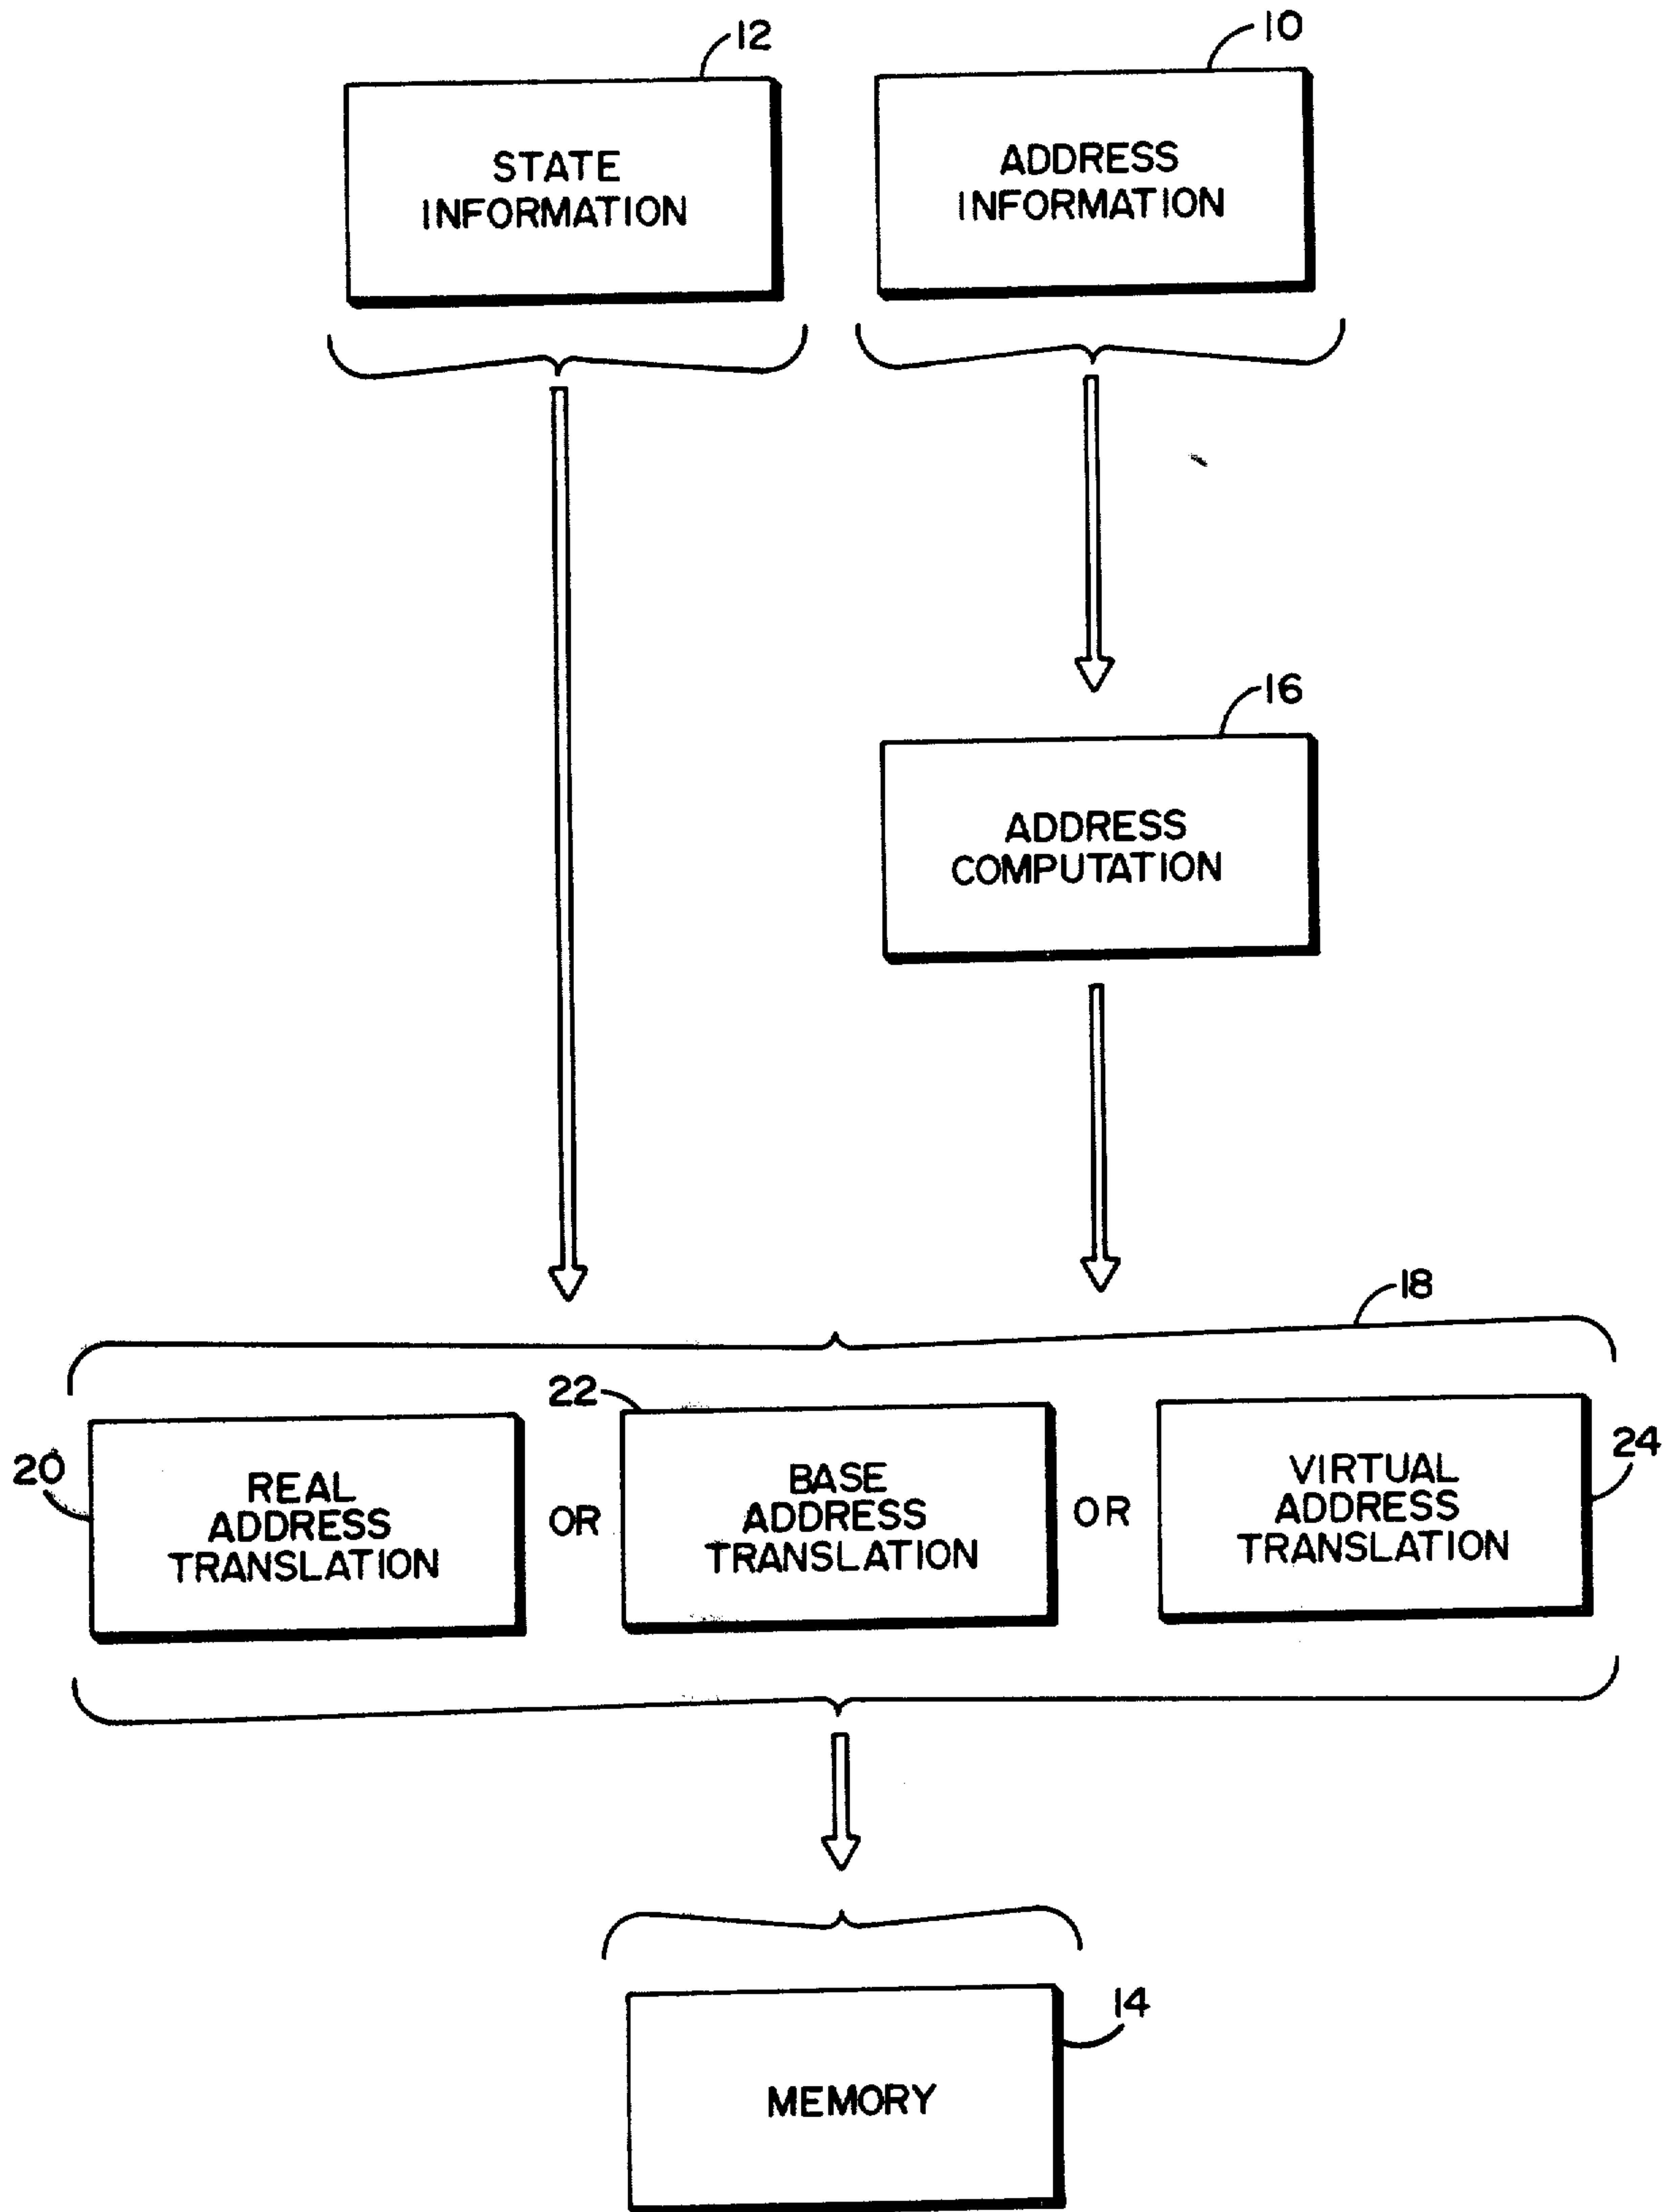 12
10
STATE
INFORMATION
ADDRESS
INFORMATION
16
ADDRESS
COMPUTATION
18
20
REAL
ADDRESS
TRANSLATION
OR
22
BASE
ADDRESS
TRANSLATION
OR
VIRTUAL
ADDRESS
TRANSLATION
24
14
MEMORY